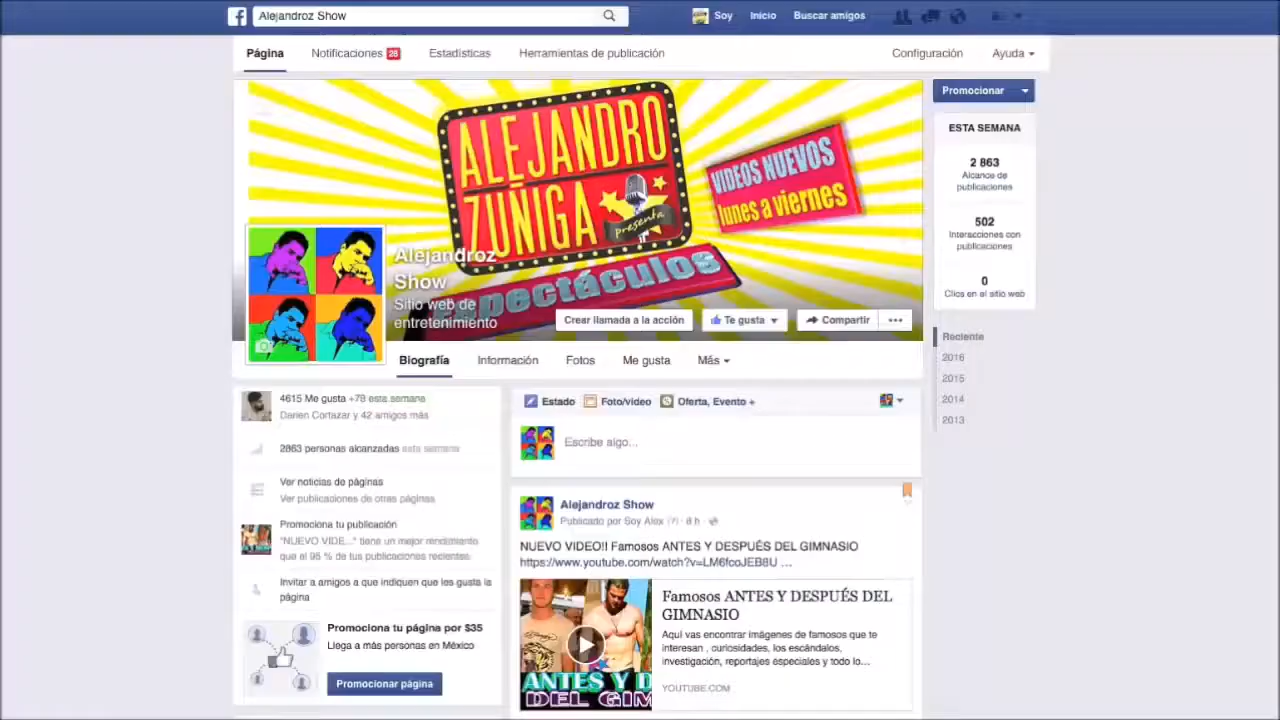 Alejandroz Show
Soy Inicio Buscar amigos
Página Notificaciones 28 Estadísticas Herramientas de publicación Configuración Ayuda
ALEJANDRO
ZÚÑIGA
presenta
VIDEOS NUEVOS
lunes a viernes
Alejandroz
Show
Sitio web de
entretenimiento
Crear llamada a la acción Te gusta Compartir
Biografía Información Fotos Me gusta Más
Promocionar
ESTA SEMANA
2 863
Alcance de
publicaciones
502
Interacciones con
publicaciones
0
Clics en el sitio web
Reciente
2016
2015
2014
2013
4615 Me gusta +79 esta semana
Darien Cortazar y 42 amigos más
2863 personas alcanzadas esta semana
Ver noticias de páginas
Ver publicaciones de otras páginas
Promociona tu publicación
"NUEVO VIDE..." tiene un mejor rendimiento
que el 95 % de tus publicaciones recientes.
Invitar a amigos a que indiquen que les gusta la
página
Promociona tu página por $35
Llega a más personas en México
Promocionar página
Estado Foto/video Oferta, Evento +
Escribe algo...
Alejandroz Show
Publicado por Soy Alex [?] · 8 h ·
NUEVO VIDEO!! Famosos ANTES Y DESPUÉS DEL GIMNASIO
https://www.youtube.com/watch?v=LM6fcoJEB8U ...
ANTES Y D
DEL GIM
Famosos ANTES Y DESPUÉS DEL
GIMNASIO
Aquí vas encontrar imágenes de famosos que te
interesan , curiosidades, los escándalos,
investigación, reportajes especiales y todo lo...
YOUTUBE.COM